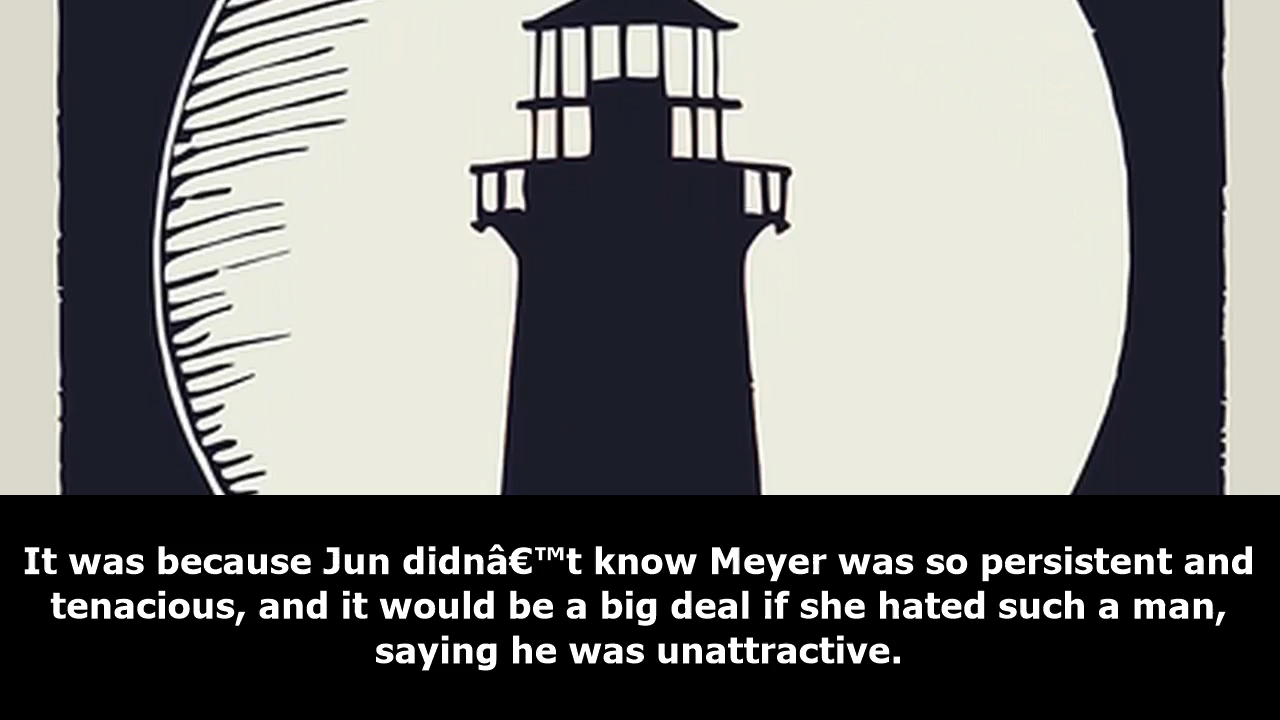 It was because Jun didnâ€™t know Meyer was so persistent and
tenacious, and it would be a big deal if she hated such a man,
saying he was unattractive.